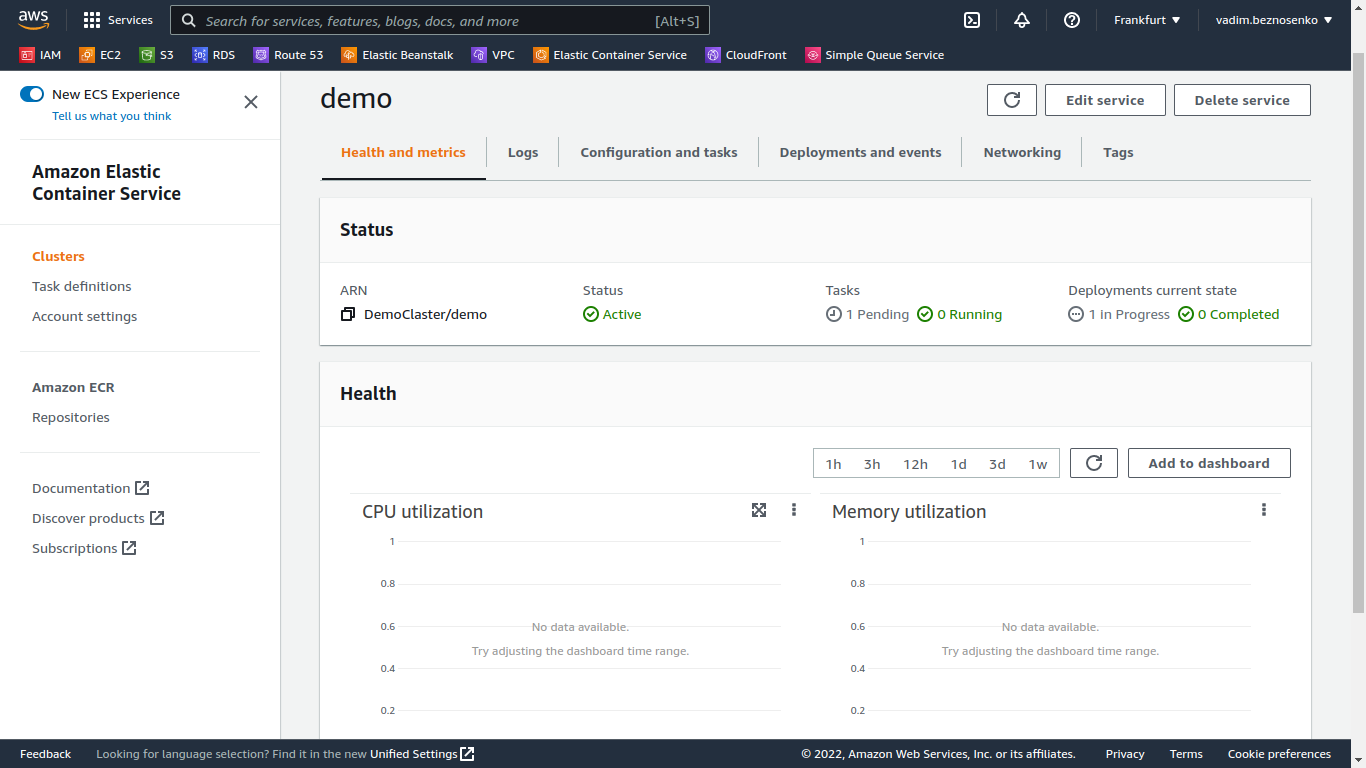 aws Services Search for services, features, blogs, docs, and more [Alt+S] Frankfurt vadim.beznosenko
IAM EC2 S3 RDS Route 53 Elastic Beanstalk VPC Elastic Container Service CloudFront Simple Queue Service
New ECS Experience
Tell us what you think
Amazon Elastic
Container Service
Clusters
Task definitions
Account settings
Amazon ECR
Repositories
Documentation
Discover products
Subscriptions
demo
Edit service Delete service
Health and metrics Logs Configuration and tasks Deployments and events Networking Tags
Status
ARN Status Tasks Deployments current state
DemoClaster/demo Active 1 Pending 0 Running 1 in Progress 0 Completed
Health
1h 3h 12h 1d 3d 1w Add to dashboard
CPU utilization
1
0.8
0.6
No data available.
Try adjusting the dashboard time range.
0.4
0.2
Memory utilization
1
0.8
0.6
No data available.
Try adjusting the dashboard time range.
0.4
0.2
Feedback Looking for language selection? Find it in the new Unified Settings © 2022, Amazon Web Services, Inc. or its affiliates. Privacy Terms Cookie preferences